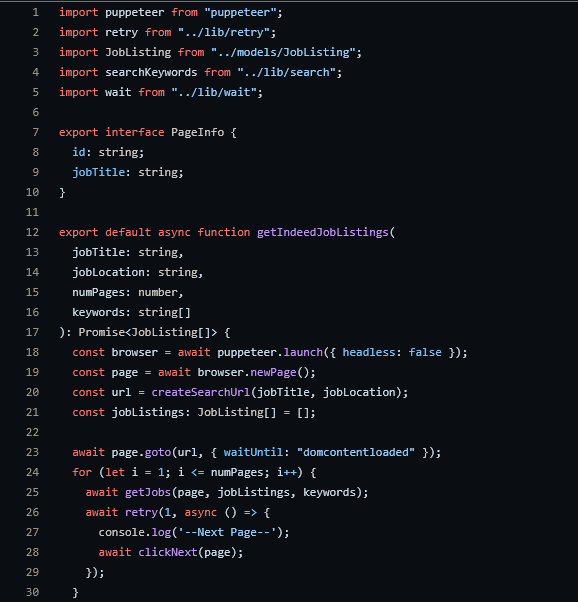 1 import puppeteer from "puppeteer";
2 import retry from "../lib/retry";
3 import JobListing from "../models/JobListing";
4 import searchKeywords from "../lib/search";
5 import wait from "../lib/wait";
6
7 export interface PageInfo {
8   id: string;
9   jobTitle: string;
10 }
11
12 export default async function getIndeedJobListings(
13   jobTitle: string,
14   jobLocation: string,
15   numPages: number,
16   keywords: string[]
17 ): Promise<JobListing[]> {
18   const browser = await puppeteer.launch({ headless: false });
19   const page = await browser.newPage();
20   const url = createSearchUrl(jobTitle, jobLocation);
21   const jobListings: JobListing[] = [];
22
23   await page.goto(url, { waitUntil: "domcontentloaded" });
24   for (let i = 1; i <= numPages; i++) {
25     await getJobs(page, jobListings, keywords);
26     await retry(1, async () => {
27       console.log('--Next Page--');
28       await clickNext(page);
29     });
30   }